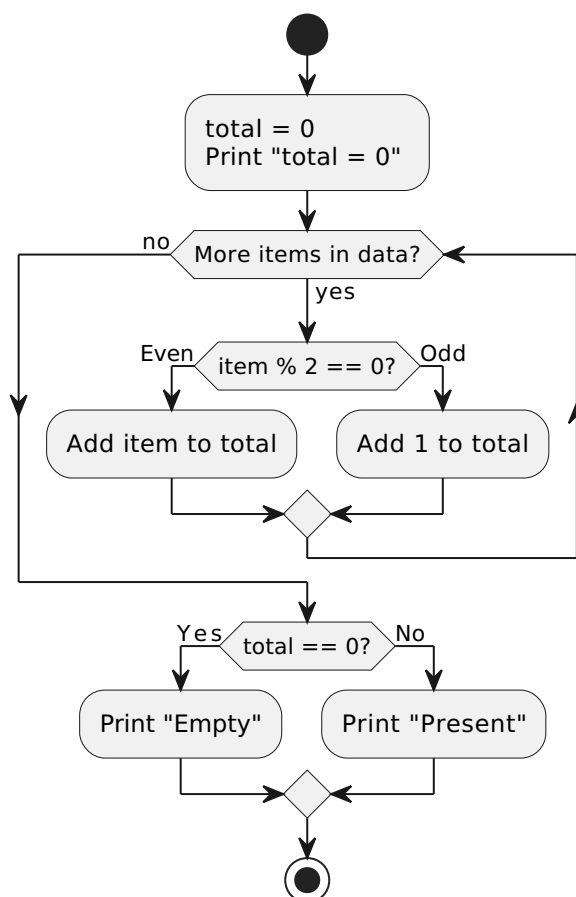 total = 0
Print "total = 0"
no
More items in data?
yes
Even
item % 2 == 0?
Odd
Add item to total
Add 1 to total
Yes
total == 0?
No
Print "Empty"
Print "Present"